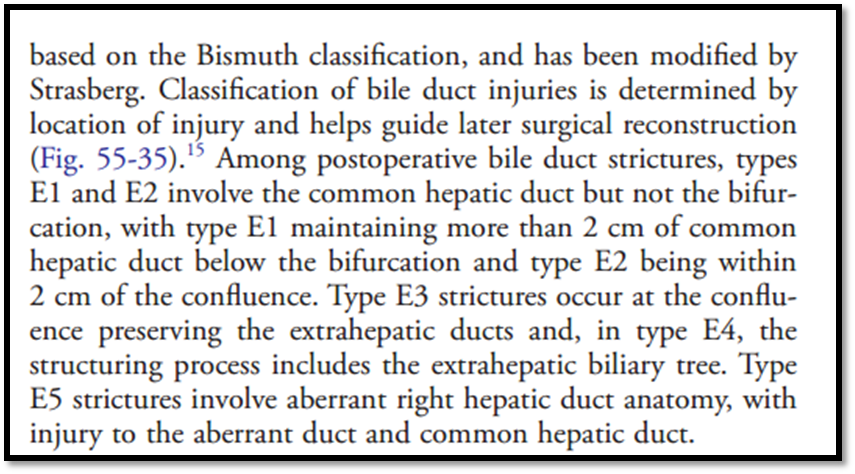 based on the Bismuth classification, and has been modified by
Strasberg. Classification of bile duct injuries is determined by
location of injury and helps guide later surgical reconstruction
(Fig. 55-35).15 Among postoperative bile duct strictures, types
E1 and E2 involve the common hepatic duct but not the bifur-
cation, with type E1 maintaining more than 2 cm of common
hepatic duct below the bifurcation and type E2 being within
2 cm of the confluence. Type E3 strictures occur at the conflu-
ence preserving the extrahepatic ducts and, in type E4, the
structuring process includes the extrahepatic biliary tree. Type
E5 strictures involve aberrant right hepatic duct anatomy, with
injury to the aberrant duct and common hepatic duct.